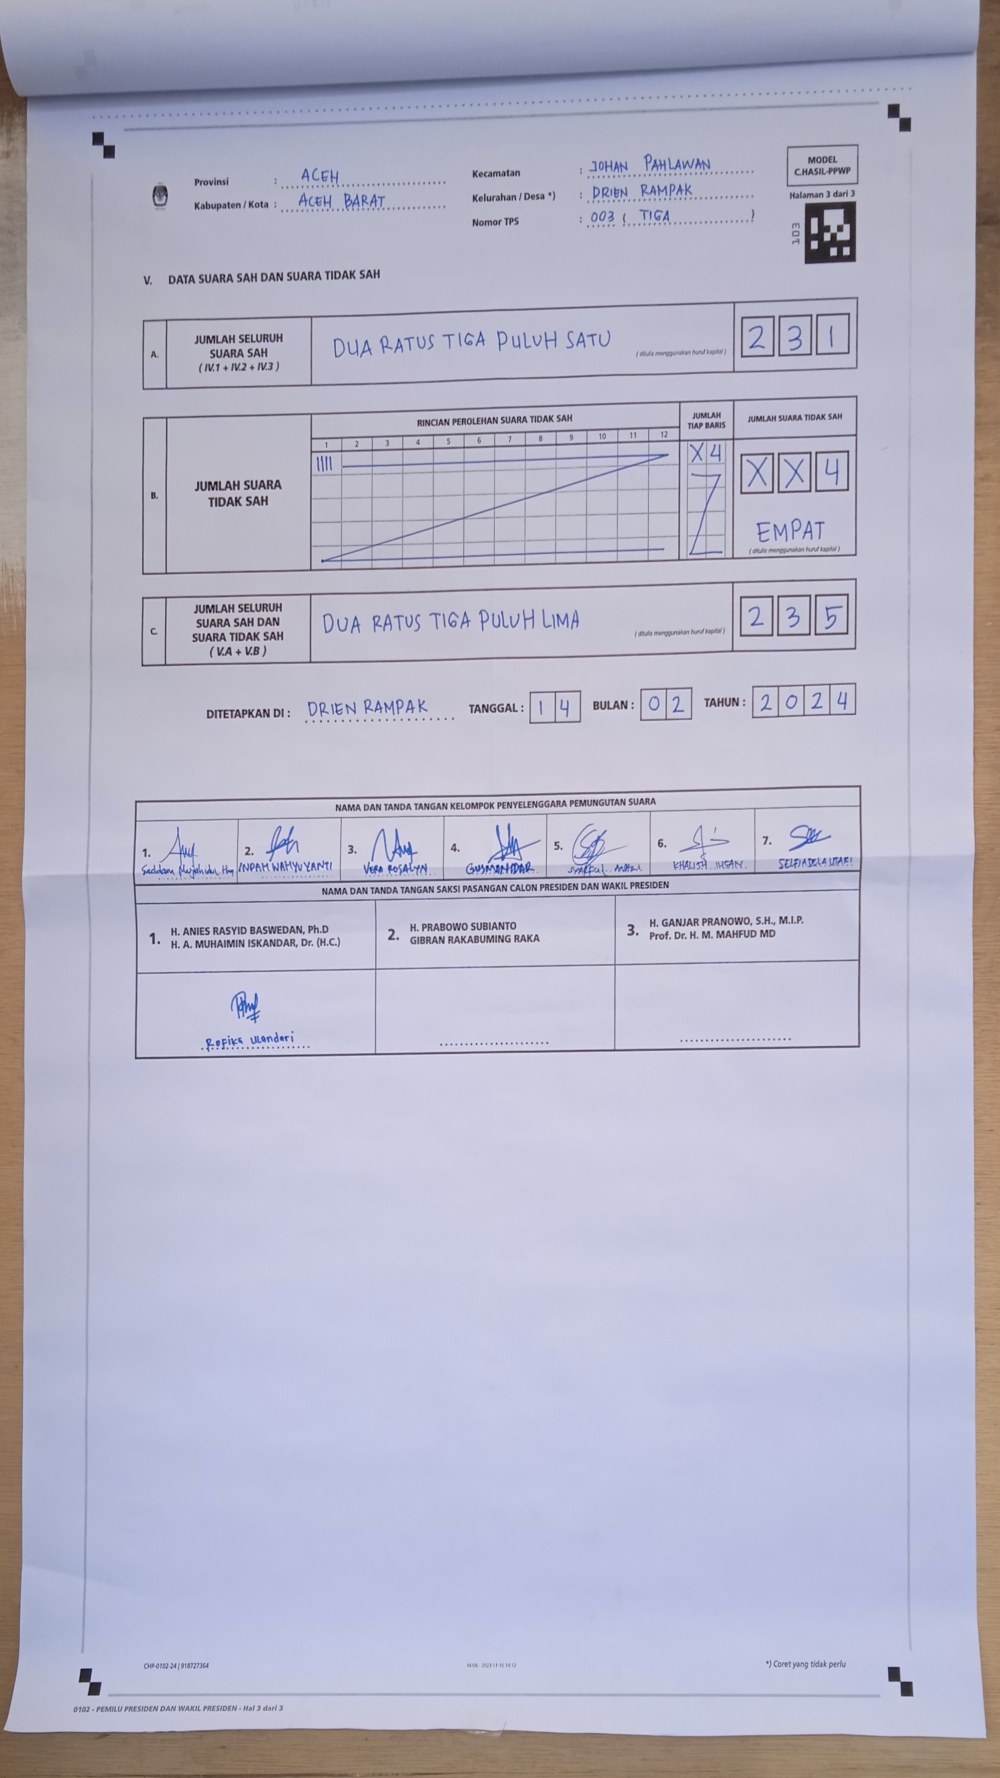 Provinsi : ACEH
Kabupaten / Kota : ACEH BARAT
Kecamatan : JOHAN PAHLAWAN
Kelurahan / Desa *) : DRIEN RAMPAK
Nomor TPS : 003 ( TIGA )
MODEL
C.HASIL-PPWP
Halaman 3 dari 3
103
V. DATA SUARA SAH DAN SUARA TIDAK SAH
A. JUMLAH SELURUH
SUARA SAH
( IV.1 + IV.2 + IV.3 )
DUA RATUS TIGA PULUH SATU
( ditulis menggunakan huruf kapital )
2 3 1
B. JUMLAH SUARA
TIDAK SAH
RINCIAN PEROLEHAN SUARA TIDAK SAH
1 2 3 4 5 6 7 8 9 10 11 12
JUMLAH
TIAP BARIS
X 4
JUMLAH SUARA TIDAK SAH
X X 4
EMPAT
( ditulis menggunakan huruf kapital )
C. JUMLAH SELURUH
SUARA SAH DAN
SUARA TIDAK SAH
( V.A + V.B )
DUA RATUS TIGA PULUH LIMA
( ditulis menggunakan huruf kapital )
2 3 5
DITETAPKAN DI : DRIEN RAMPAK TANGGAL : 1 4 BULAN : 0 2 TAHUN : 2 0 2 4
NAMA DAN TANDA TANGAN KELOMPOK PENYELENGGARA PEMUNGUTAN SUARA
1. 2. 3. 4. 5. 6. 7.
Saddam INDAH WAHYU YANTI VERA ROSALYN GUSMANIDAR KHALISH IHSAN SELFIA DELA UTARI
NAMA DAN TANDA TANGAN SAKSI PASANGAN CALON PRESIDEN DAN WAKIL PRESIDEN
1. H. ANIES RASYID BASWEDAN, Ph.D
H. A. MUHAIMIN ISKANDAR, Dr. (H.C.)
2. H. PRABOWO SUBIANTO
GIBRAN RAKABUMING RAKA
3. H. GANJAR PRANOWO, S.H., M.I.P.
Prof. Dr. H. M. MAHFUD MD
Refika Ulandari
CHP-0102-24 | 918727364
*) Coret yang tidak perlu
0102 - PEMILU PRESIDEN DAN WAKIL PRESIDEN - Hal 3 dari 3